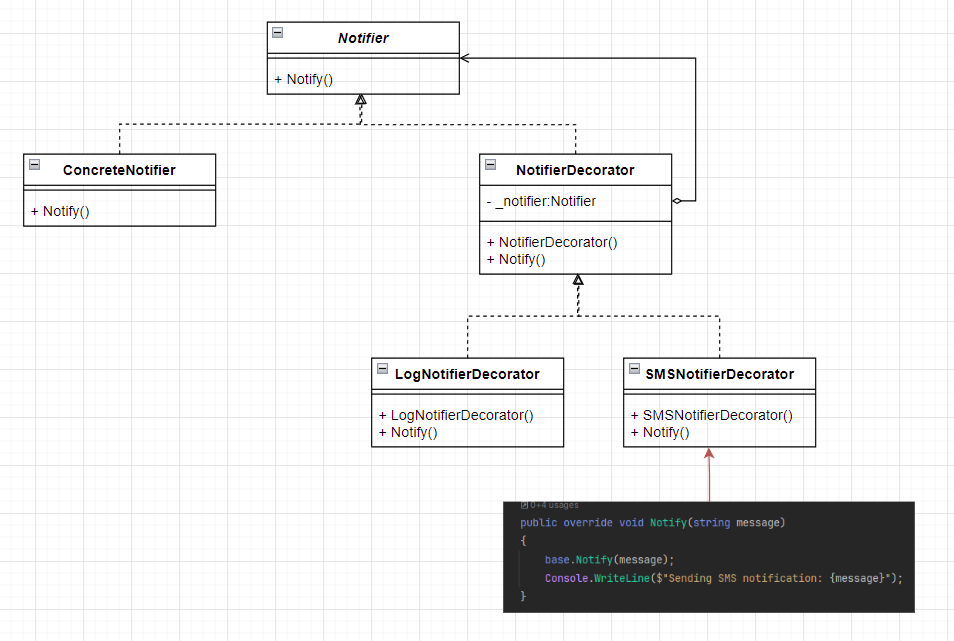 Notifier
+ Notify()
ConcreteNotifier
+ Notify()
NotifierDecorator
- _notifier:Notifier
+ NotifierDecorator()
+ Notify()
LogNotifierDecorator
+ LogNotifierDecorator()
+ Notify()
SMSNotifierDecorator
+ SMSNotifierDecorator()
+ Notify()
0+4 usages
public override void Notify(string message)
{
base.Notify(message);
Console.WriteLine($"Sending SMS notification: {message}");
}